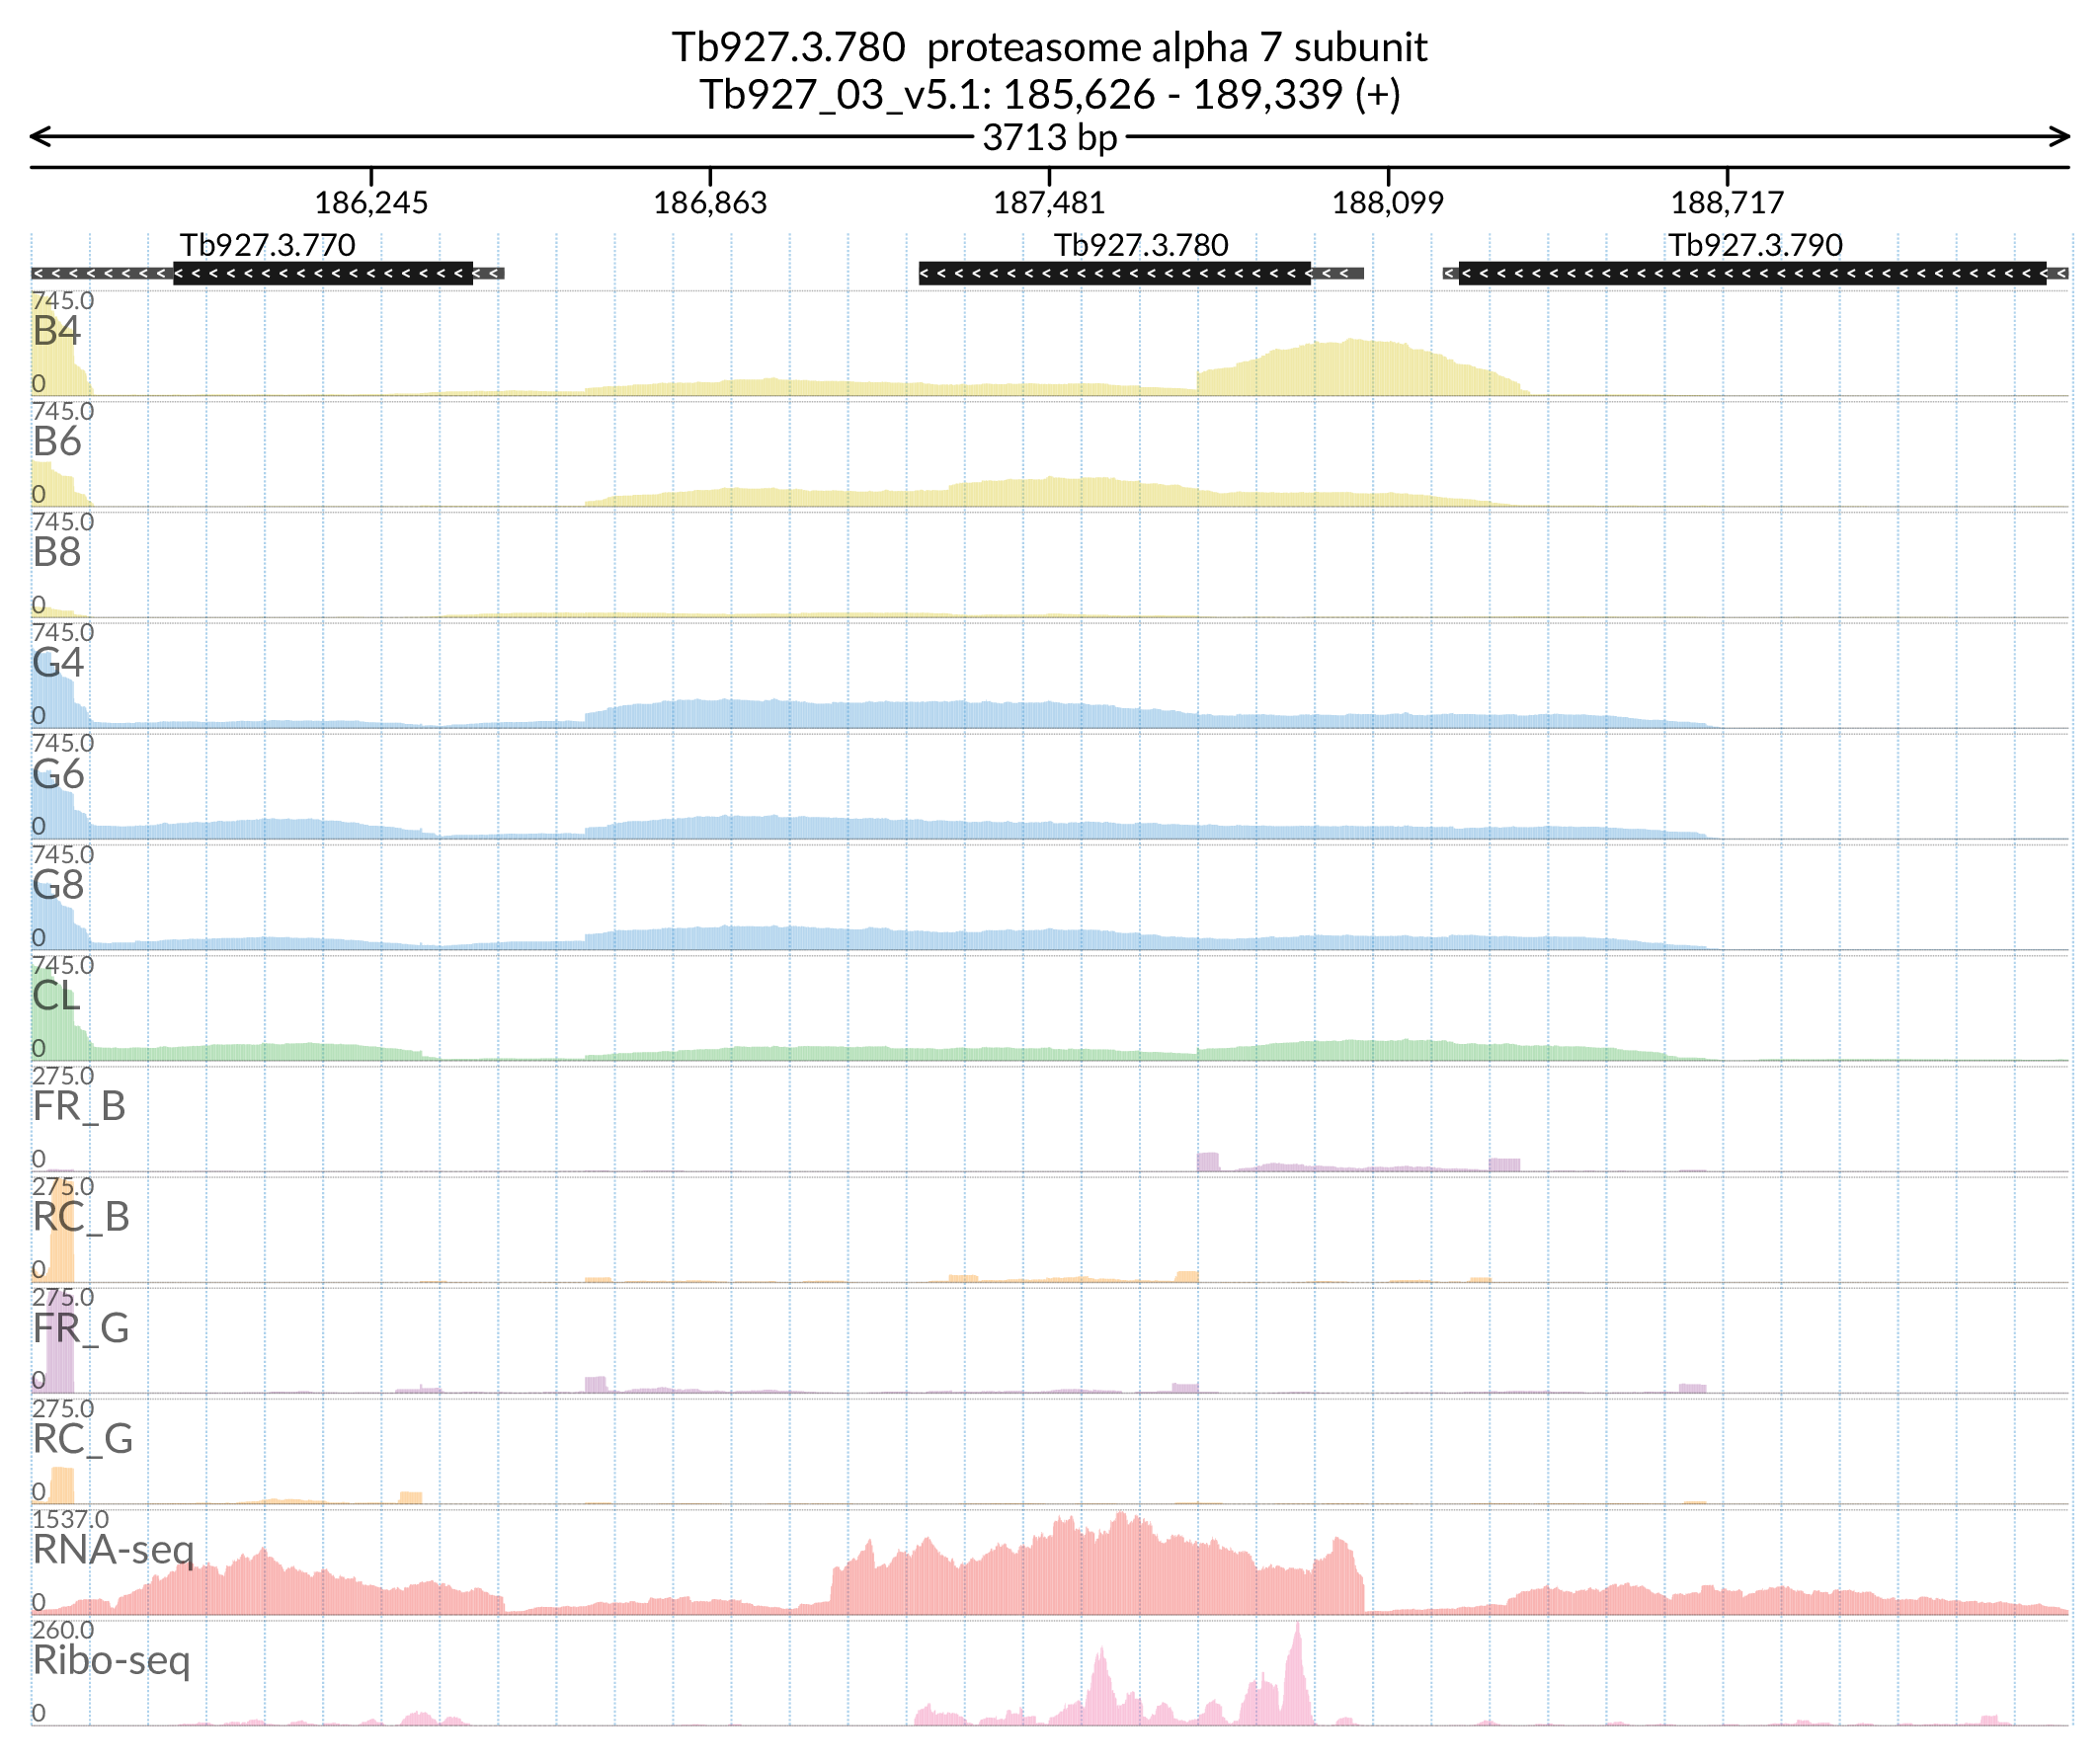 Tb927.3.780  proteasome alpha 7 subunit
Tb927_03_v5.1: 185,626 - 189,339 (+)
3713 bp
186,245 186,863 187,481 188,099 188,717
Tb927.3.770 Tb927.3.780 Tb927.3.790
745.0
B4
0
745.0
B6
0
745.0
B8
0
745.0
G4
0
745.0
G6
0
745.0
G8
0
745.0
CL
0
275.0
FR_B
0
275.0
RC_B
0
275.0
FR_G
0
275.0
RC_G
0
1537.0
RNA-seq
0
260.0
Ribo-seq
0